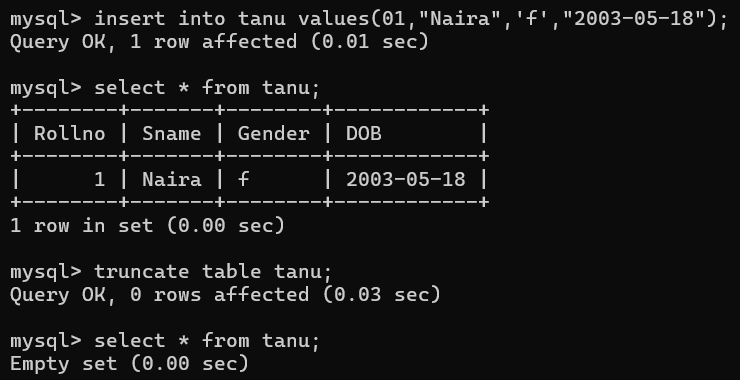 mysql> insert into tanu values(01,"Naira",'f',"2003-05-18");
Query OK, 1 row affected (0.01 sec)

mysql> select * from tanu;
+--------+-------+--------+------------+
| Rollno | Sname | Gender | DOB        |
+--------+-------+--------+------------+
|      1 | Naira | f      | 2003-05-18 |
+--------+-------+--------+------------+
1 row in set (0.00 sec)

mysql> truncate table tanu;
Query OK, 0 rows affected (0.03 sec)

mysql> select * from tanu;
Empty set (0.00 sec)